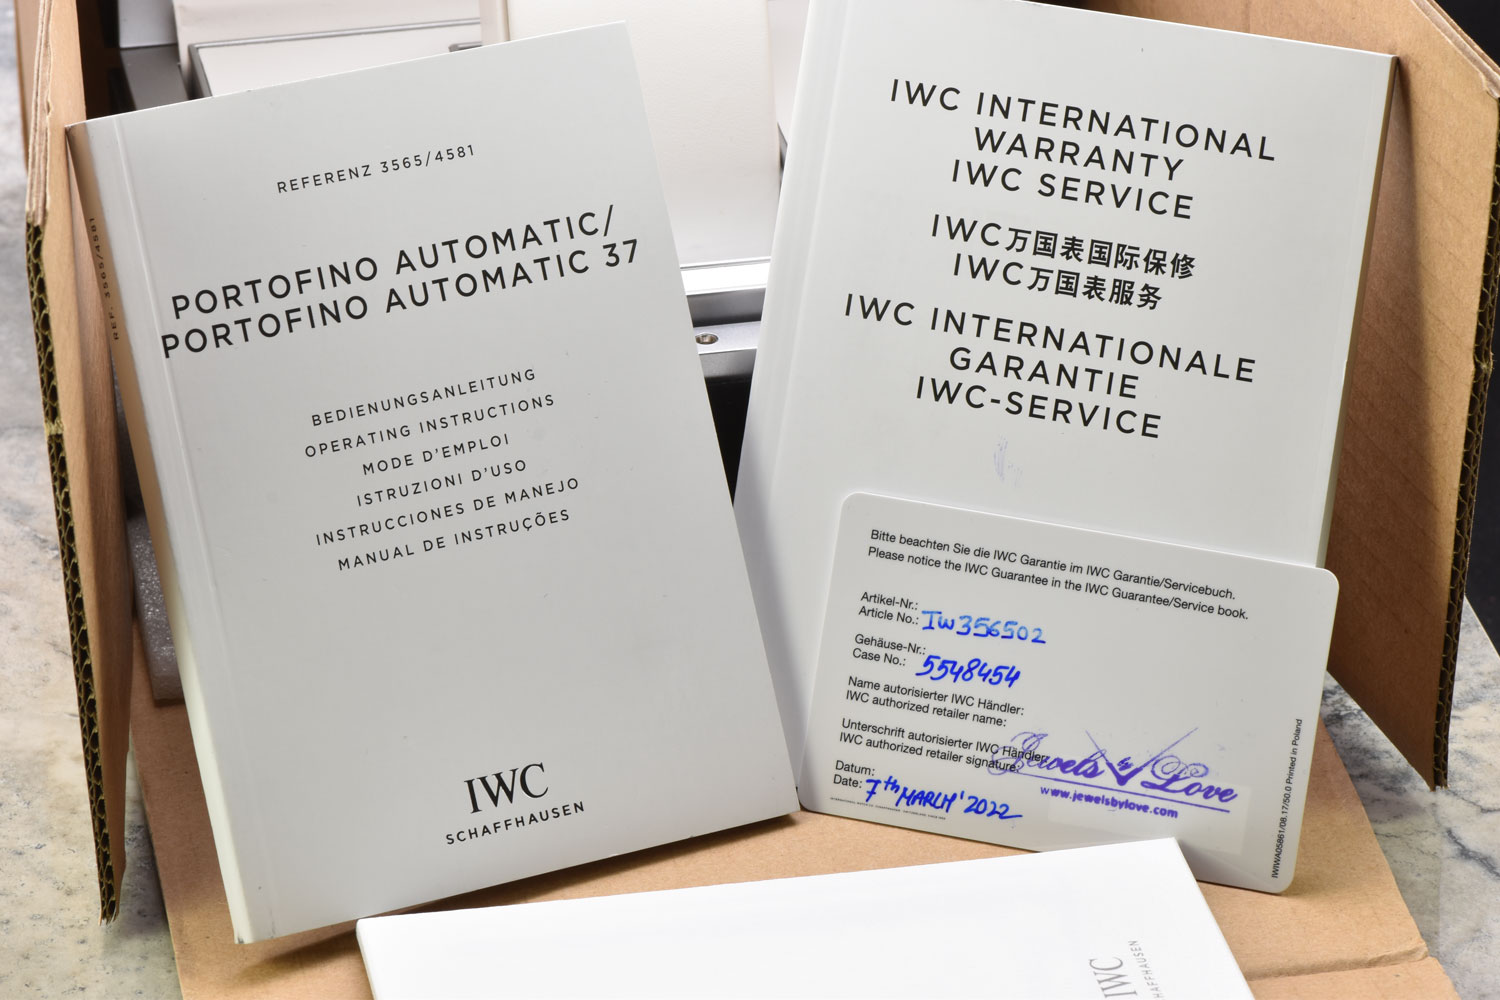 REFERENZ 3565/4581
PORTOFINO AUTOMATIC/
PORTOFINO AUTOMATIC 37
BEDIENUNGSANLEITUNG
OPERATING INSTRUCTIONS
MODE D'EMPLOI
ISTRUZIONI D'USO
INSTRUCCIONES DE MANEJO
MANUAL DE INSTRUÇÕES
IWC
SCHAFFHAUSEN
REF. 3565/4581
IWC INTERNATIONAL
WARRANTY
IWC SERVICE
IWC万国表国际保修
IWC万国表服务
IWC INTERNATIONALE
GARANTIE
IWC-SERVICE
Bitte beachten Sie die IWC Garantie im IWC Garantie/Servicebuch.
Please notice the IWC Guarantee in the IWC Guarantee/Service book.
Artikel-Nr.:
Article No.: IW356502
Gehäuse-Nr.:
Case No.: 5548454
Name autorisierter IWC Händler:
IWC authorized retailer name:
Unterschrift autorisierter IWC Händler:
IWC authorized retailer signature:
Jewels by Love
www.jewelsbylove.com
Datum:
Date: 7th MARCH'2022
IWIWA05861/08.17/50.0 Printed in Poland
IWC
SCHAFFHAUSEN